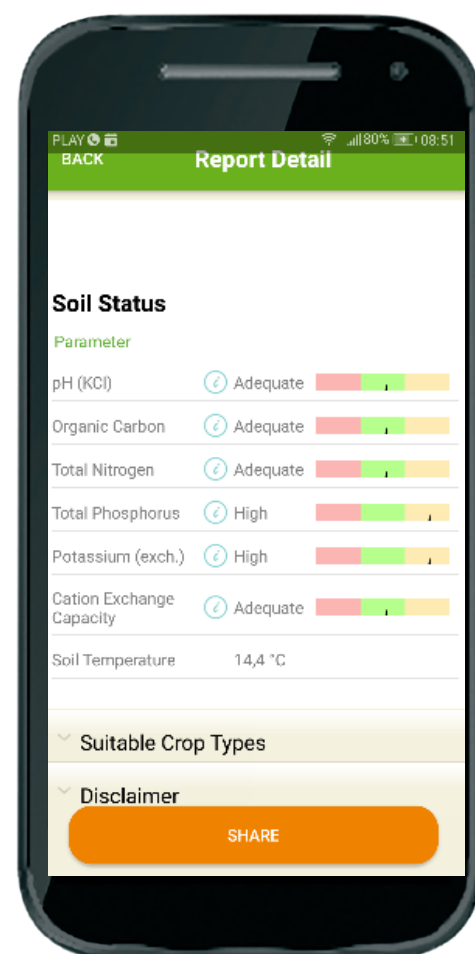 PLAY 80% 08:51
BACK Report Detail
Soil Status
Parameter
pH (KCl) i Adequate
Organic Carbon i Adequate
Total Nitrogen i Adequate
Total Phosphorus i High
Potassium (exch.) i High
Cation Exchange
Capacity i Adequate
Soil Temperature 14,4 °C
Suitable Crop Types
Disclaimer
SHARE